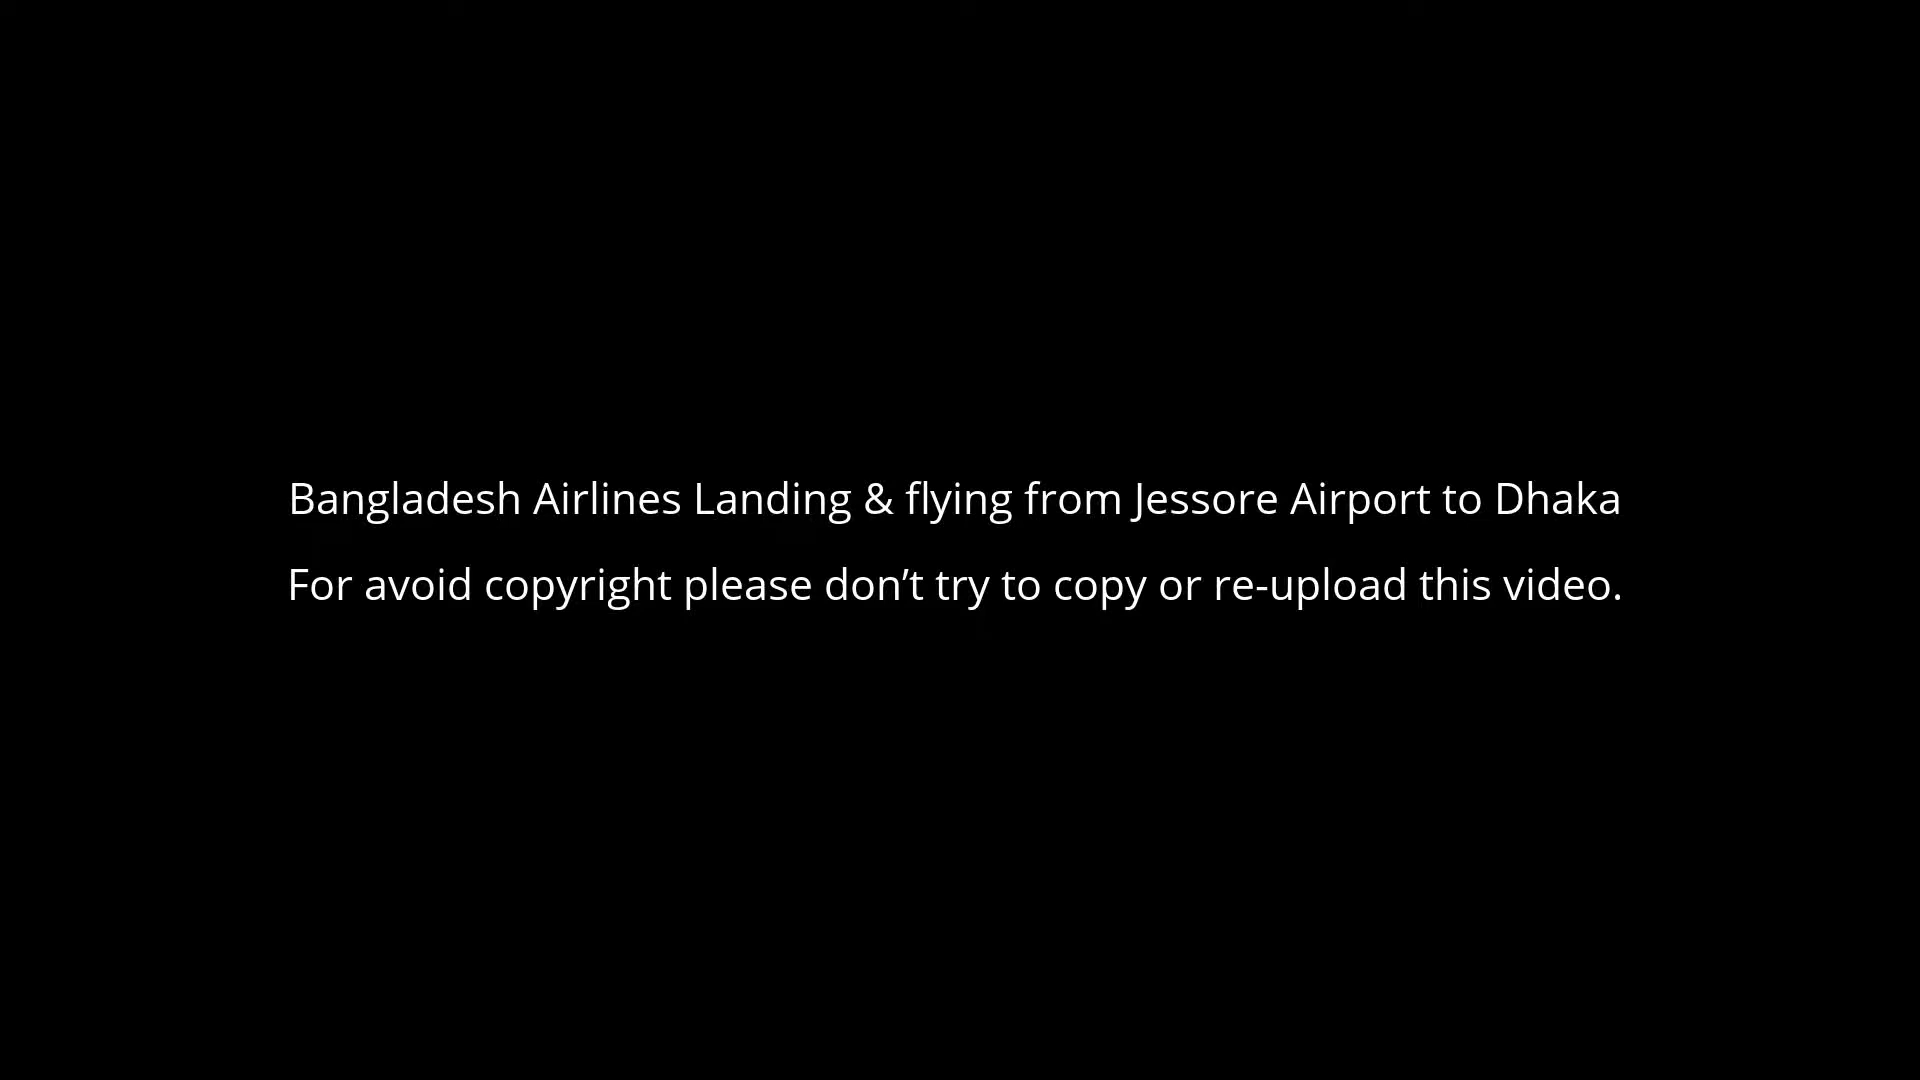 Bangladesh Airlines Landing & flying from Jessore Airport to Dhaka
For avoid copyright please don’t try to copy or re-upload this video.